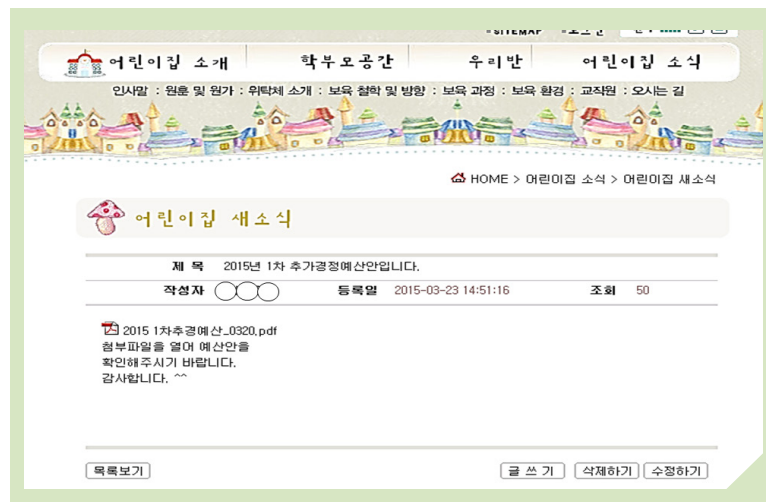 SITEMAP
어린이집 소개 학부모공간 우리반 어린이집 소식
인사말 : 원훈 및 원가 : 위탁체 소개 : 보육 철학 및 방향 : 보육 과정 : 보육 환경 : 교직원 : 오시는 길
HOME > 어린이집 소식 > 어린이집 새소식
어린이집 새소식
제 목 2015년 1차 추가경정예산안입니다.
작성자 등록일 2015-03-23 14:51:16 조회 50
2015 1차추경예산_0320.pdf
첨부파일을 열어 예산안을
확인해주시기 바랍니다.
감사합니다. ^^
목록보기 글 쓰 기 삭제하기 수정하기